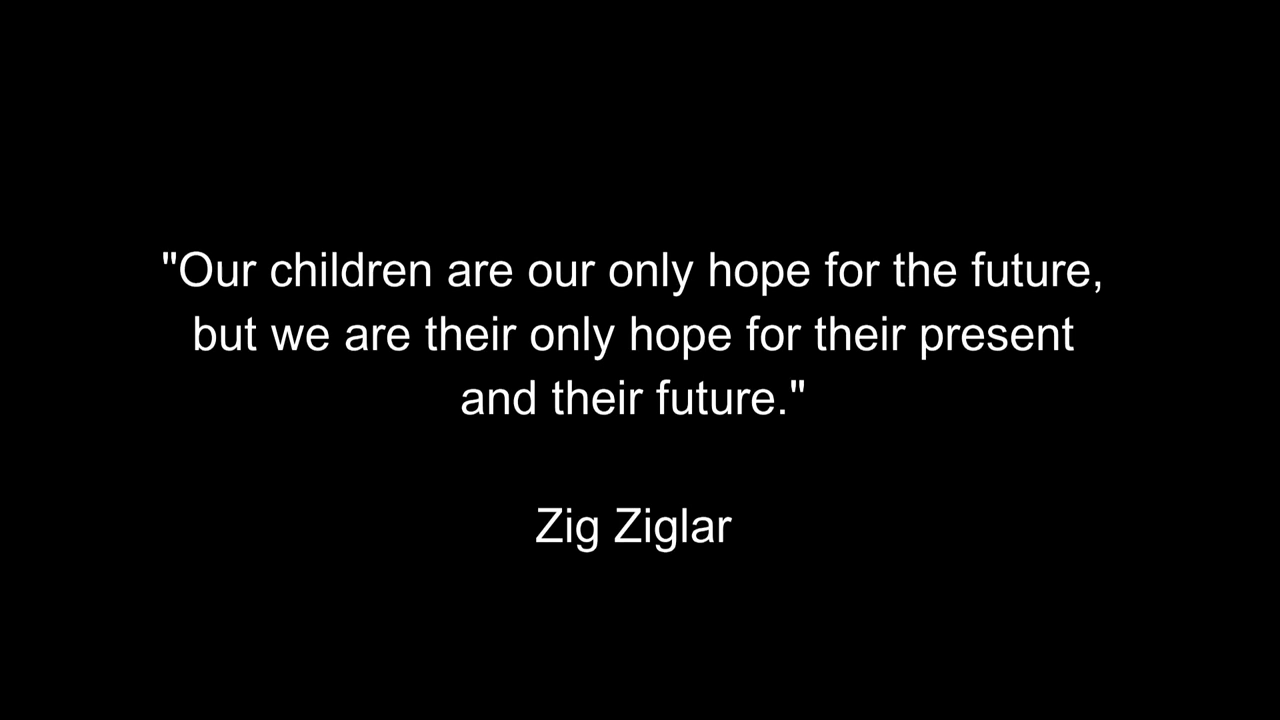 "Our children are our only hope for the future,
but we are their only hope for their present
and their future."
Zig Ziglar